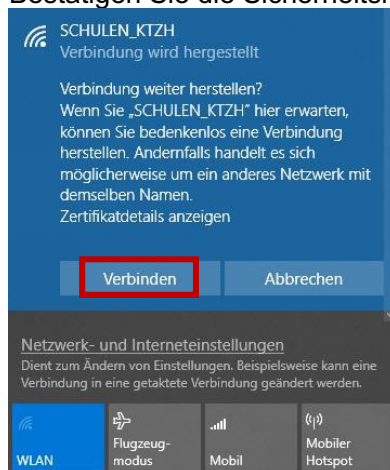 Bestätigen Sie die
SCHULEN_KTZH
Verbindung wird hergestellt
Verbindung weiter herstellen?
Wenn Sie „SCHULEN_KTZH" hier erwarten,
können Sie bedenkenlos eine Verbindung
herstellen. Andernfalls handelt es sich
möglicherweise um ein anderes Netzwerk mit
demselben Namen.
Zertifikatdetails anzeigen
Verbinden Abbrechen
Netzwerk- und Interneteinstellungen
Dient zum Ändern von Einstellungen. Beispielsweise kann eine
Verbindung in eine getaktete Verbindung geändert werden.
WLAN
Flugzeug-
modus
Mobil
Mobiler
Hotspot